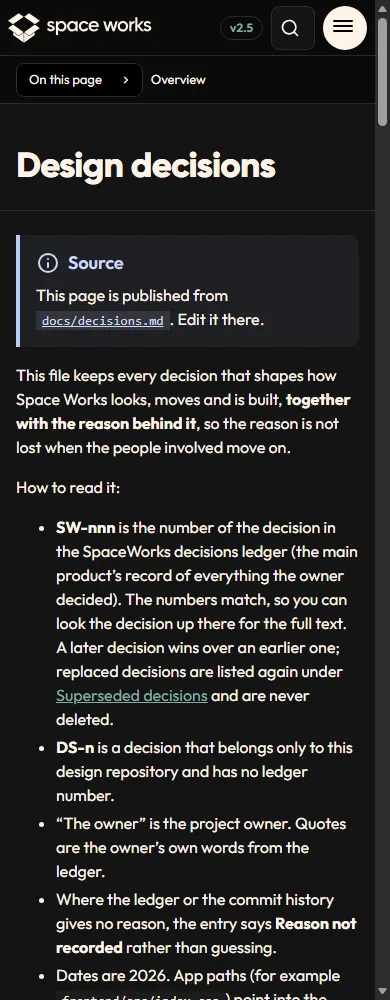 space works
v2.5
On this page
Overview
Design decisions
Source
This page is published from
docs/decisions.md. Edit it there.
This file keeps every decision that shapes how
Space Works looks, moves and is built, together
with the reason behind it, so the reason is not
lost when the people involved move on.
How to read it:
SW-nnn is the number of the decision in
the SpaceWorks decisions ledger (the main
product’s record of everything the owner
decided). The numbers match, so you can
look the decision up there for the full text.
A later decision wins over an earlier one;
replaced decisions are listed again under
Superseded decisions and are never
deleted.
DS-n is a decision that belongs only to this
design repository and has no ledger
number.
“The owner” is the project owner. Quotes
are the owner’s own words from the
ledger.
Where the ledger or the commit history
gives no reason, the entry says Reason not
recorded rather than guessing.
Dates are 2026. App paths (for example
) point into the